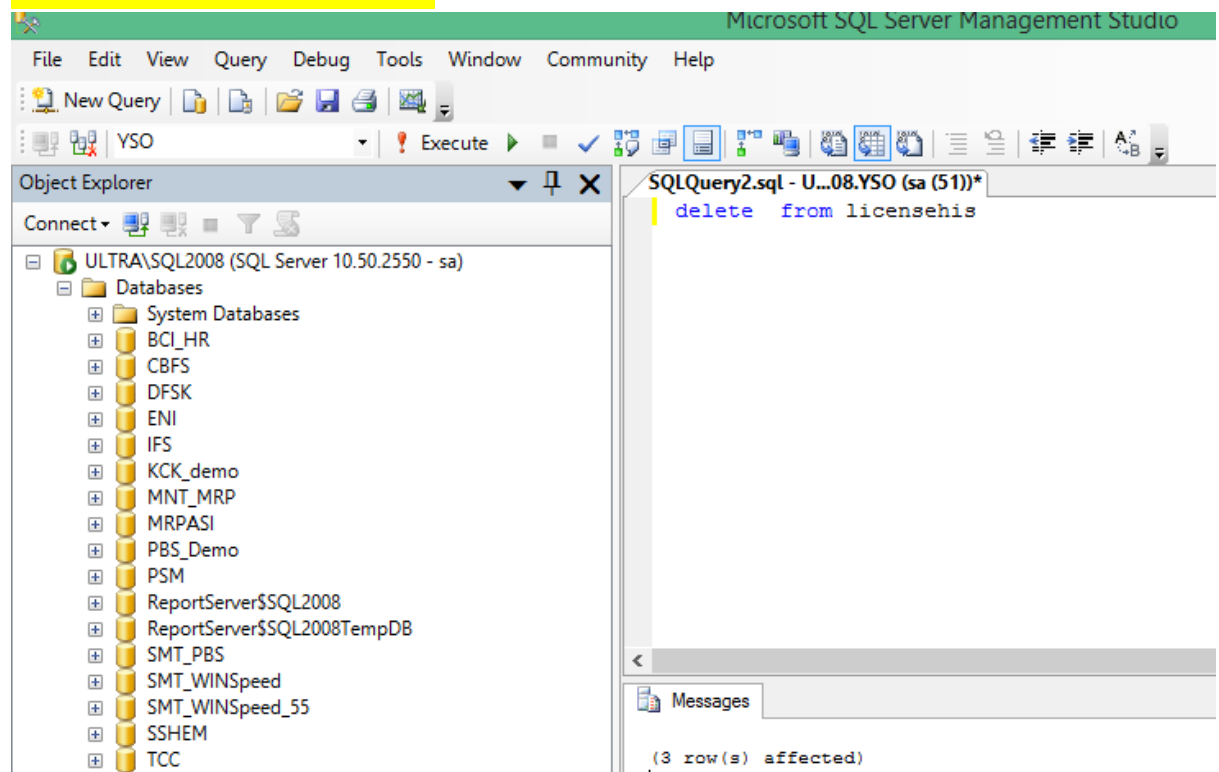 Microsoft SQL Server Management Studio
File Edit View Query Debug Tools Window Community Help
New Query
YSO Execute
Object Explorer
SQLQuery2.sql - U...08.YSO (sa (51))*
Connect
delete from licensehis
ULTRA\SQL2008 (SQL Server 10.50.2550 - sa)
Databases
System Databases
BCI_HR
CBFS
DFSK
ENI
IFS
KCK_demo
MNT_MRP
MRPASI
PBS_Demo
PSM
ReportServer$SQL2008
ReportServer$SQL2008TempDB
SMT_PBS
SMT_WINSpeed
SMT_WINSpeed_55
SSHEM
TCC
Messages
(3 row(s) affected)